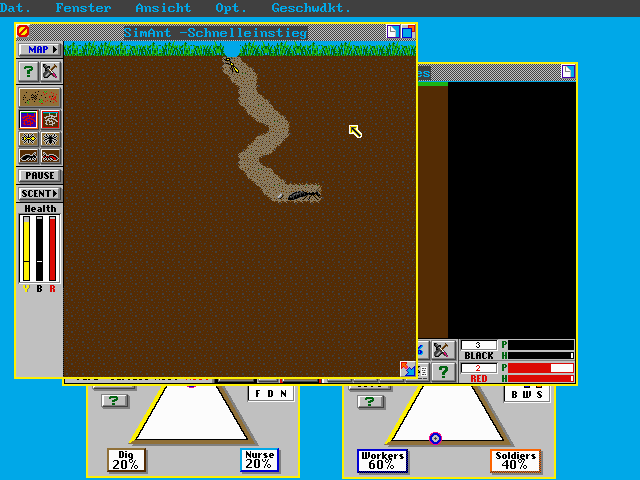 Dat. Fenster Ansicht Opt. Geschwdkt.
SimAnt -Schnelleinstieg
MAP
?
PAUSE
SCENT
Health
Y B R
es
3 P
BLACK H
2 P
RED H
?
?
F D N
Dig
20%
Nurse
20%
?
B W S
Workers
60%
Soldiers
40%